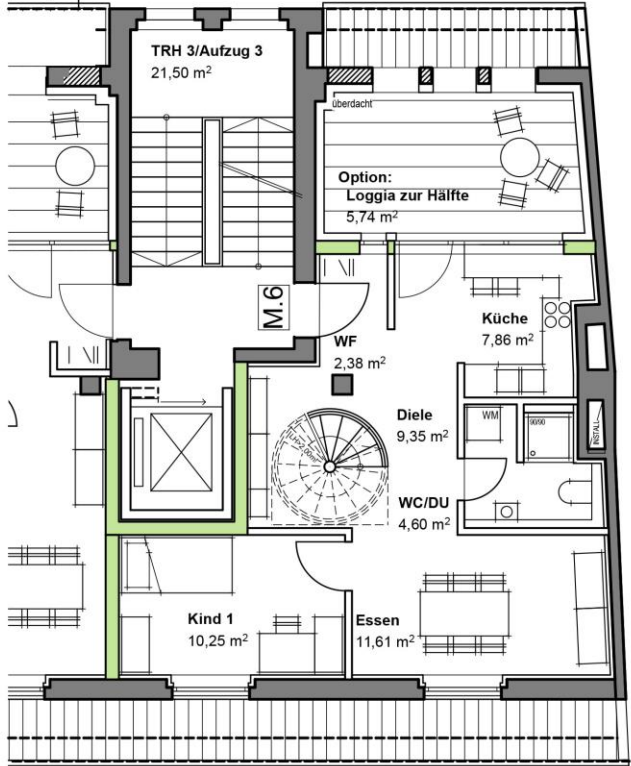 TRH 3/Aufzug 3
21,50 m²
überdacht
Option:
Loggia zur Hälfte
5,74 m²
M.6
WF
2,38 m²
Küche
7,86 m²
Diele
9,35 m²
WM
90/90
INSTALL.
WC/DU
4,60 m²
Kind 1
10,25 m²
Essen
11,61 m²